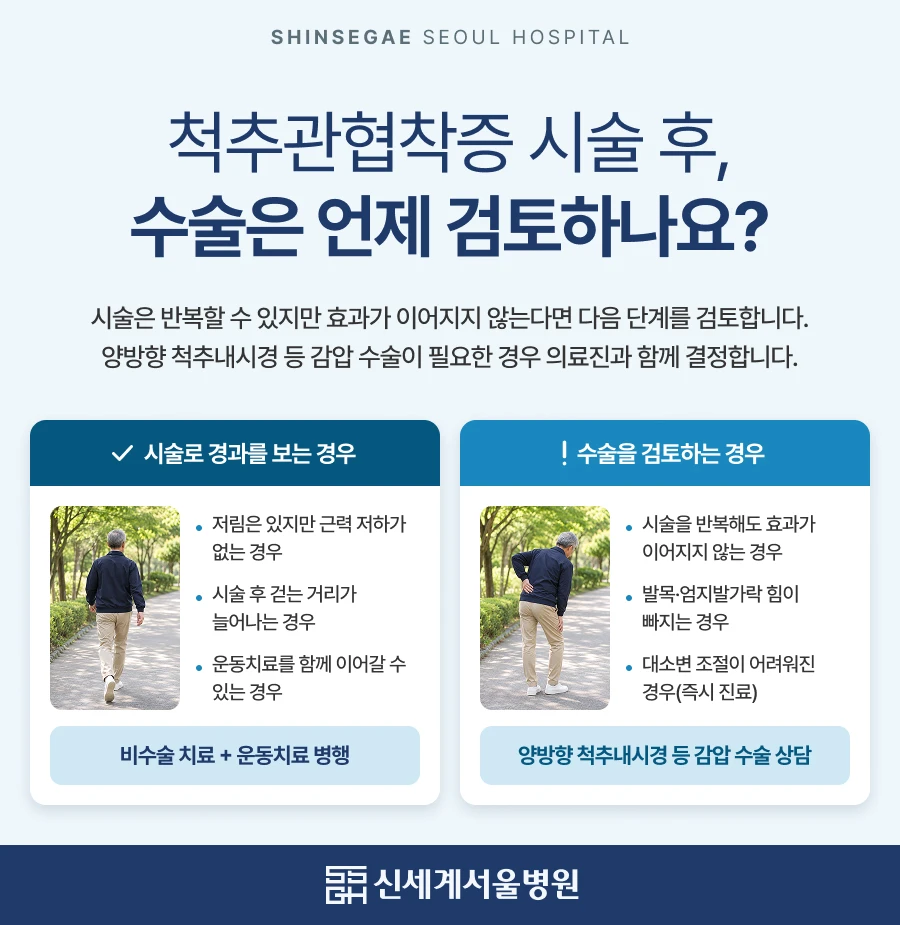 SHINSEGAE SEOUL HOSPITAL
척추관협착증 시술 후,
수술은 언제 검토하나요?
시술은 반복할 수 있지만 효과가 이어지지 않는다면 다음 단계를 검토합니다.
양방향 척추내시경 등 감압 수술이 필요한 경우 의료진과 함께 결정합니다.
시술로 경과를 보는 경우
저림은 있지만 근력 저하가
없는 경우
시술 후 걷는 거리가
늘어나는 경우
운동치료를 함께 이어갈 수
있는 경우
비수술 치료 + 운동치료 병행
! 수술을 검토하는 경우
시술을 반복해도 효과가
이어지지 않는 경우
발목·엄지발가락 힘이
빠지는 경우
대소변 조절이 어려워진
경우(즉시 진료)
양방향 척추내시경 등 감압 수술 상담
SSGH 신세계서울병원